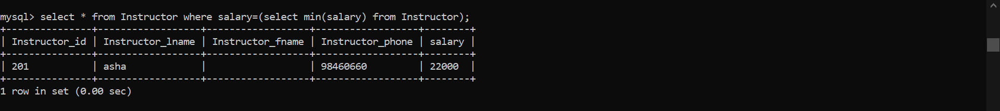 mysql> select * from Instructor where salary=(select min(salary) from Instructor);
+---------------+------------------+------------------+------------------+--------+
| Instructor_id | Instructor_lname | Instructor_fname | Instructor_phone | salary |
+---------------+------------------+------------------+------------------+--------+
| 201           | asha             |                  | 98460660         | 22000  |
+---------------+------------------+------------------+------------------+--------+
1 row in set (0.00 sec)